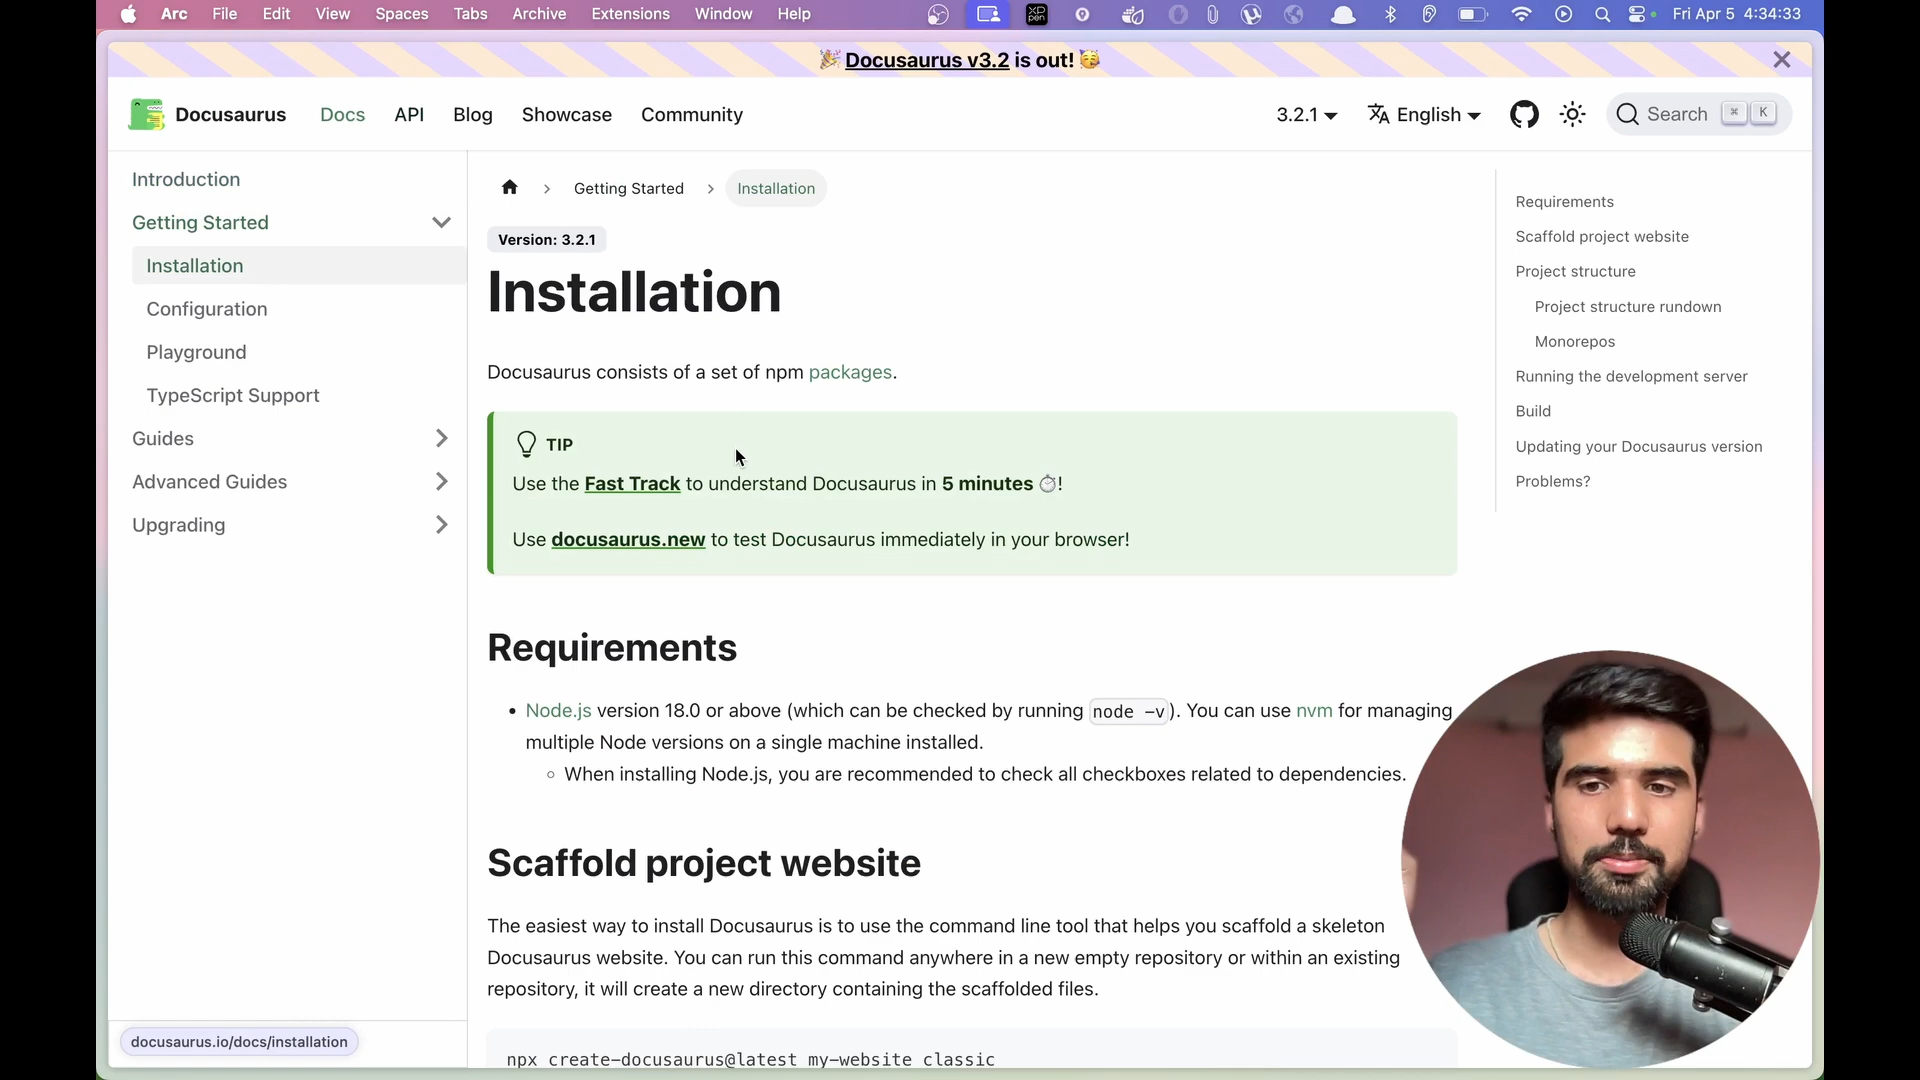 Arc File Edit View Spaces Tabs Archive Extensions Window Help
XP
PEN
Fri Apr 5 4:34:33
🎉 Docusaurus v3.2 is out! 🥳
Docusaurus Docs API Blog Showcase Community
3.2.1 English Search ⌘ K
Introduction
Getting Started
Installation
Configuration
Playground
TypeScript Support
Guides
Advanced Guides
Upgrading
docusaurus.io/docs/installation
Getting Started Installation
Version: 3.2.1
Installation
Docusaurus consists of a set of npm packages.
TIP
Use the Fast Track to understand Docusaurus in 5 minutes ⏱️!
Use docusaurus.new to test Docusaurus immediately in your browser!
Requirements
• Node.js version 18.0 or above (which can be checked by running node -v). You can use nvm for managing
multiple Node versions on a single machine installed.
◦ When installing Node.js, you are recommended to check all checkboxes related to dependencies.
Scaffold project website
The easiest way to install Docusaurus is to use the command line tool that helps you scaffold a skeleton
Docusaurus website. You can run this command anywhere in a new empty repository or within an existing
repository, it will create a new directory containing the scaffolded files.
npx create-docusaurus@latest my-website classic
Requirements
Scaffold project website
Project structure
Project structure rundown
Monorepos
Running the development server
Build
Updating your Docusaurus version
Problems?